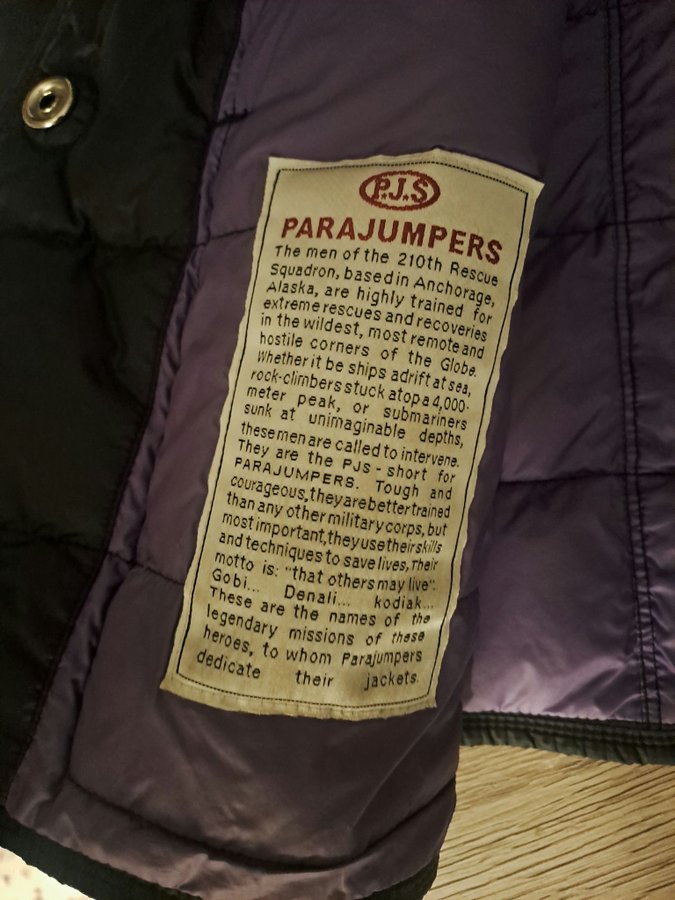 P.J.S
PARAJUMPERS
The men of the 210th Rescue
Squadron, based in Anchorage,
Alaska, are highly trained for
extreme rescues and recoveries
in the wildest, most remote and
hostile corners of the Globe.
Whether it be ships adrift at sea,
rock-climbers stuck atop a 4,000-
meter peak, or submariners
sunk at unimaginable depths,
these men are called to intervene.
They are the PJs - short for
PARAJUMPERS. Tough and
courageous, they are better trained
than any other military corps, but
most important, they use their skills
and techniques to save lives, Their
motto is: "that others may live".
Gobi... Denali... kodiak...
These are the names of the
legendary missions of these
heroes, to whom Parajumpers
dedicate their jackets.